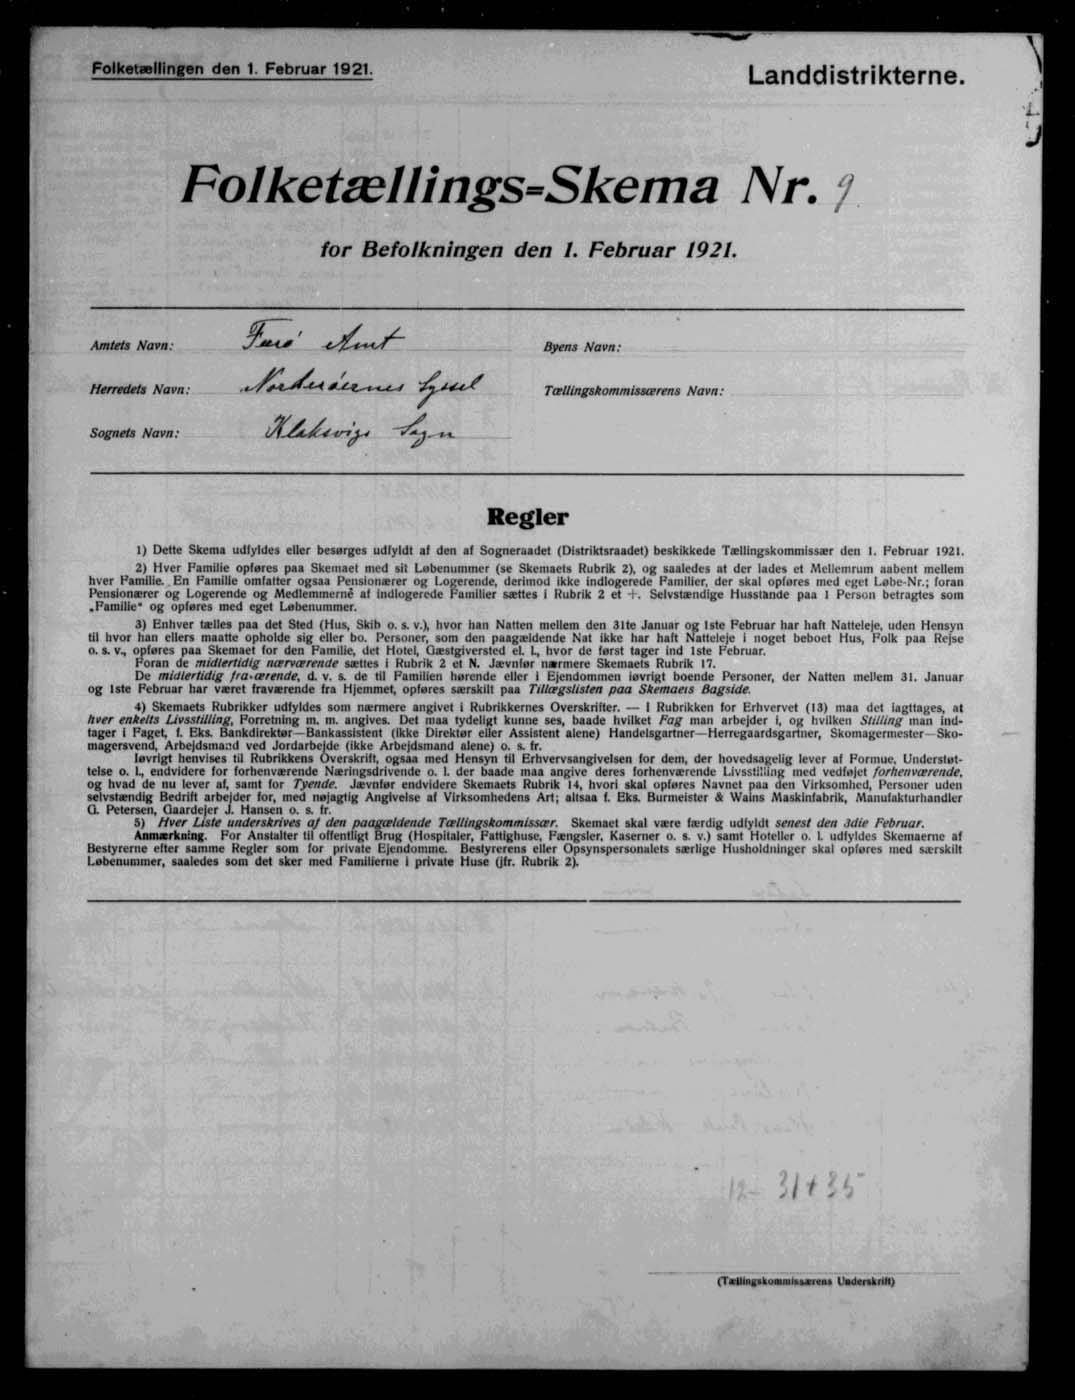 Folketællingen den 1. Februar 1921.
Landdistrikterne.
Folketællings=Skema Nr. 9.
for Befolkningen den 1. Februar 1921.
Amtets Navn: Færö Amt
Byens Navn:
Herredets Navn: Norderöernes Syssel
Tællingskommissærens Navn:
Sognets Navn: Klaksvigs Sogn
Regler
1) Dette Skema udfyldes eller besørges udfyldt af den af Sogneraadet (Distriktsraadet) beskikkede Tællingskommissær den 1. Februar 1921.
2) Hver Familie opføres paa Skemaet med sit Løbenummer (se Skemaets Rubrik 2), og saaledes at der lades et Mellemrum aabent mellem
hver Familie. En Familie omfatter ogsaa Pensionærer og Logerende, derimod ikke indlogerede Familier, der skal opføres med eget Løbe-Nr.; foran
Pensionærer og Logerende og Medlemmerne af indlogerede Familier sættes i Rubrik 2 et +. Selvstændige Husstande paa 1 Person betragtes som
„Familie" og opføres med eget Løbenummer.
3) Enhver tælles paa det Sted (Hus, Skib o. s. v.), hvor han Natten mellem den 31te Januar og 1ste Februar har haft Natteleje, uden Hensyn
til hvor han ellers maatte opholde sig eller bo. Personer, som den paagældende Nat ikke har haft Natteleje i noget beboet Hus, Folk paa Rejse
o. s. v., opføres paa Skemaet for den Familie, det Hotel, Gæstgiversted el. l., hvor de først tager ind 1ste Februar.
Foran de midlertidig nærværende sættes i Rubrik 2 et N. Jævnfør nærmere Skemaets Rubrik 17.
De midlertidig fraværende, d. v. s. de til Familien hørende eller i Ejendommen iøvrigt boende Personer, der Natten mellem 31. Januar
og 1ste Februar har været fraværende fra Hjemmet, opføres særskilt paa Tillægslisten paa Skemaets Bagside.
4) Skemaets Rubrikker udfyldes som nærmere angivet i Rubrikkernes Overskrifter. — I Rubrikken for Erhvervet (13) maa det iagttages, at
hver enkelts Livsstilling, Forretning m. m. angives. Det maa tydeligt kunne ses, baade hvilket Fag man arbejder i, og hvilken Stilling man ind-
tager i Faget, f. Eks. Bankdirektør—Bankassistent (ikke Direktør eller Assistent alene) Handelsgartner—Herregaardsgartner, Skomagermester—Sko-
magersvend, Arbejdsmand ved Jordarbejde (ikke Arbejdsmand alene) o. s. fr.
Iøvrigt henvises til Rubrikkens Overskrift, ogsaa med Hensyn til Erhvervsangivelsen for dem, der hovedsagelig lever af Formue, Understøt-
telse o. l., endvidere for forhenværende Næringsdrivende o. l. der baade maa angive deres forhenværende Livsstilling med vedføjet forhenværende,
og hvad de nu lever af, samt for Tyende. Jævnfør endvidere Skemaets Rubrik 14, hvori skal opføres Navnet paa den Virksomhed, Personer uden
selvstændig Bedrift arbejder for, med nøjagtig Angivelse af Virksomhedens Art; altsaa f. Eks. Burmeister & Wains Maskinfabrik, Manufakturhandler
G. Petersen, Gaardejer J. Hansen o. s. fr.
5) Hver Liste underskrives af den paagældende Tællingskommissær. Skemaet skal være færdig udfyldt senest den 3die Februar.
Anmærkning. For Anstalter til offentligt Brug (Hospitaler, Fattighuse, Fængsler, Kaserner o. s. v.) samt Hoteller o. l. udfyldes Skemaerne af
Bestyrerne efter samme Regler som for private Ejendomme. Bestyrerens eller Opsynspersonalets særlige Husholdninger skal opføres med særskilt
Løbenummer, saaledes som det sker med Familierne i private Huse (jfr. Rubrik 2).
12 — 31 + 35
(Tællingskommissærens Underskrift)